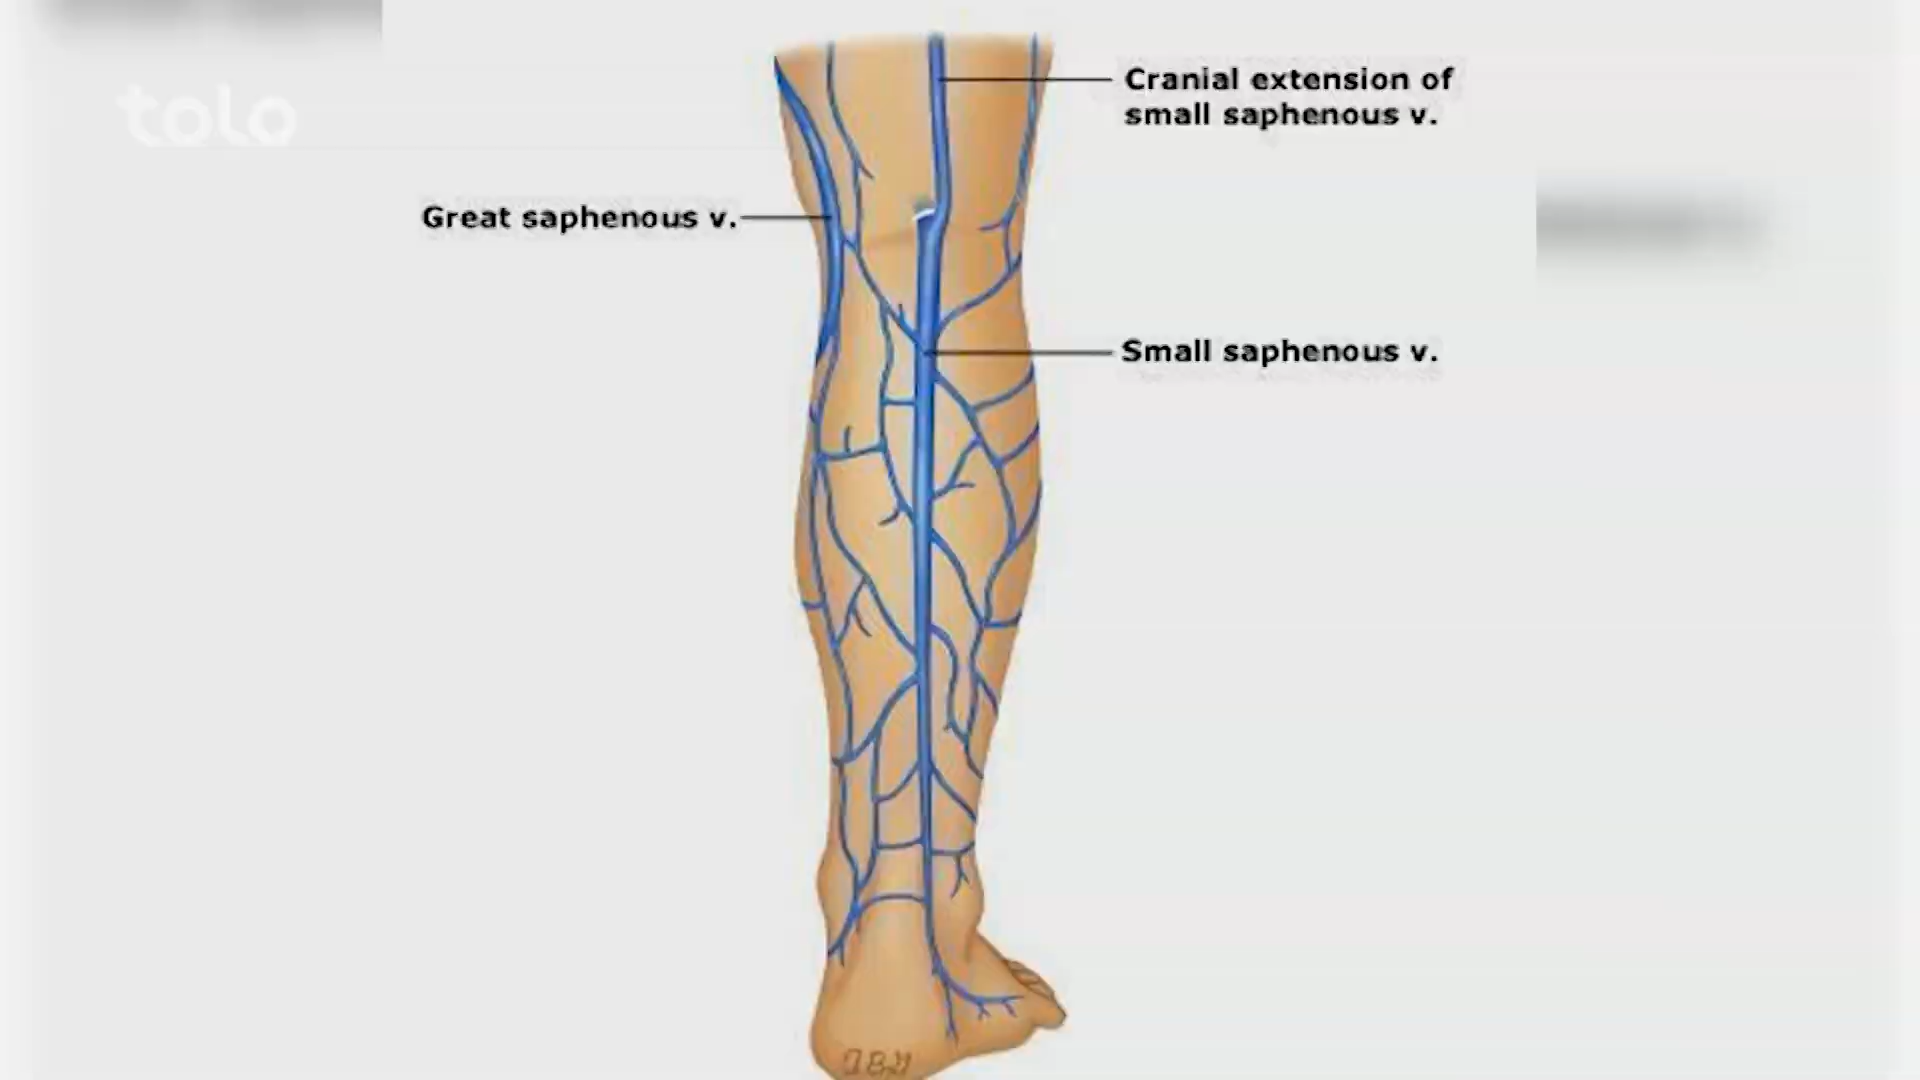 tolo
Cranial extension of
small saphenous v.
Great saphenous v.
Small saphenous v.